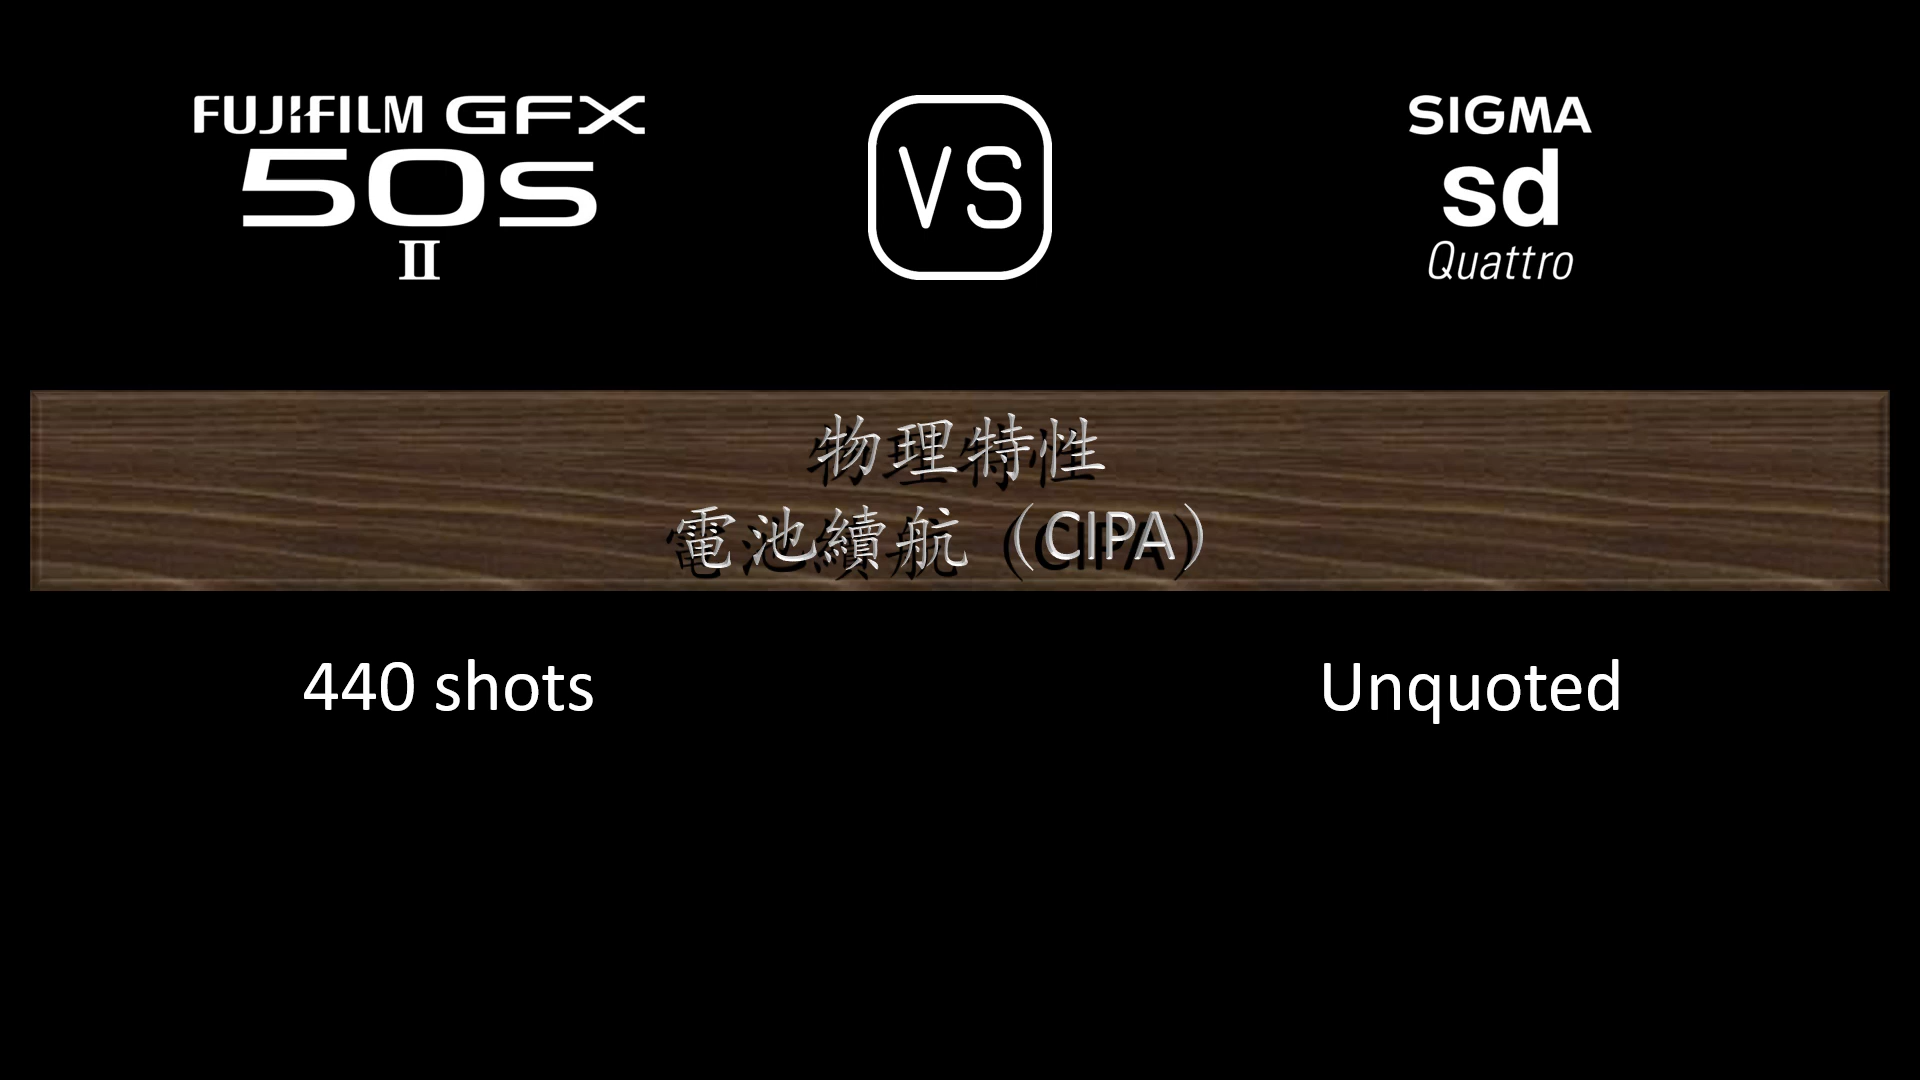 FUJIFILM GFX
50S
II
VS
SIGMA
sd
Quattro
物理特性
電池續航（CIPA）
440 shots
Unquoted